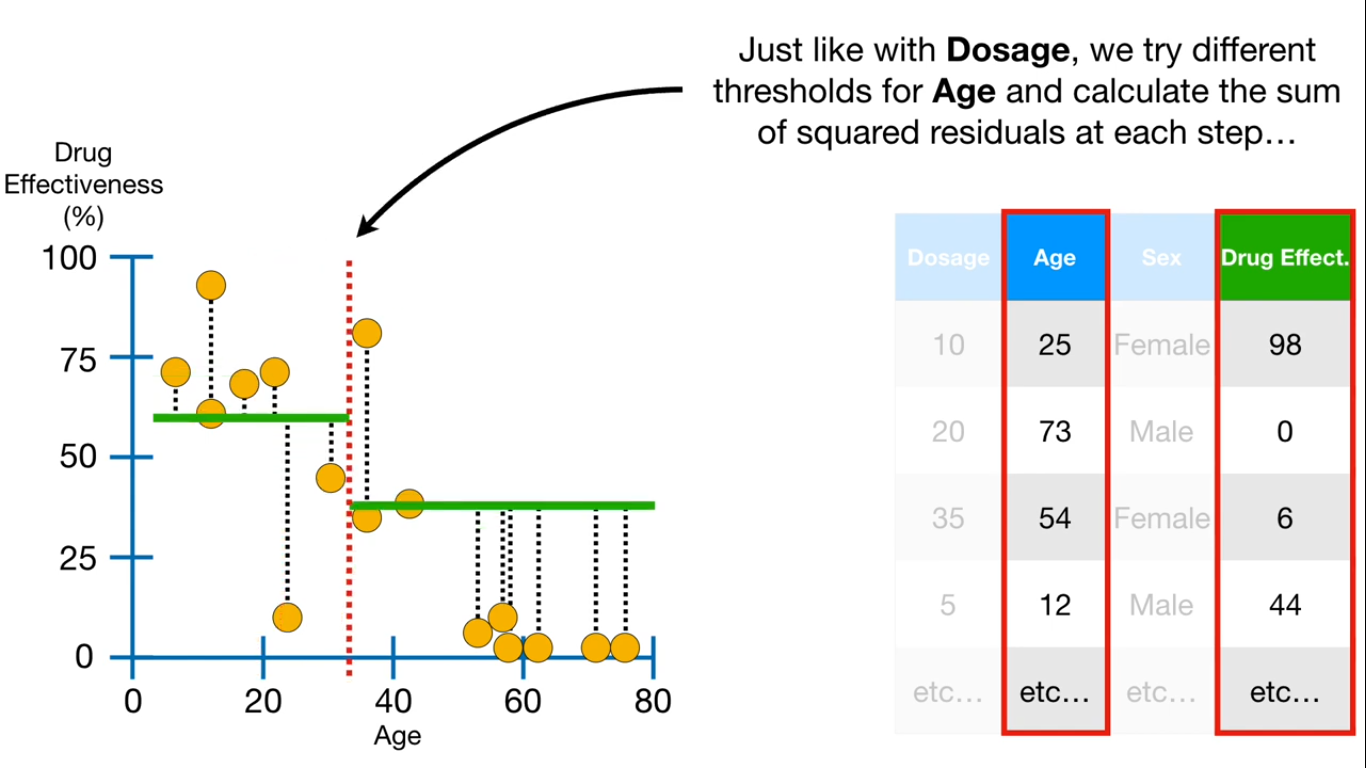 Just like with Dosage, we try different
thresholds for Age and calculate the sum
of squared residuals at each step…
Drug
Effectiveness
(%)
100
75
50
25
0
0 20 40 60 80
Age
Dosage Age Sex Drug Effect.
10 25 Female 98
20 73 Male 0
35 54 Female 6
5 12 Male 44
etc… etc… etc… etc…